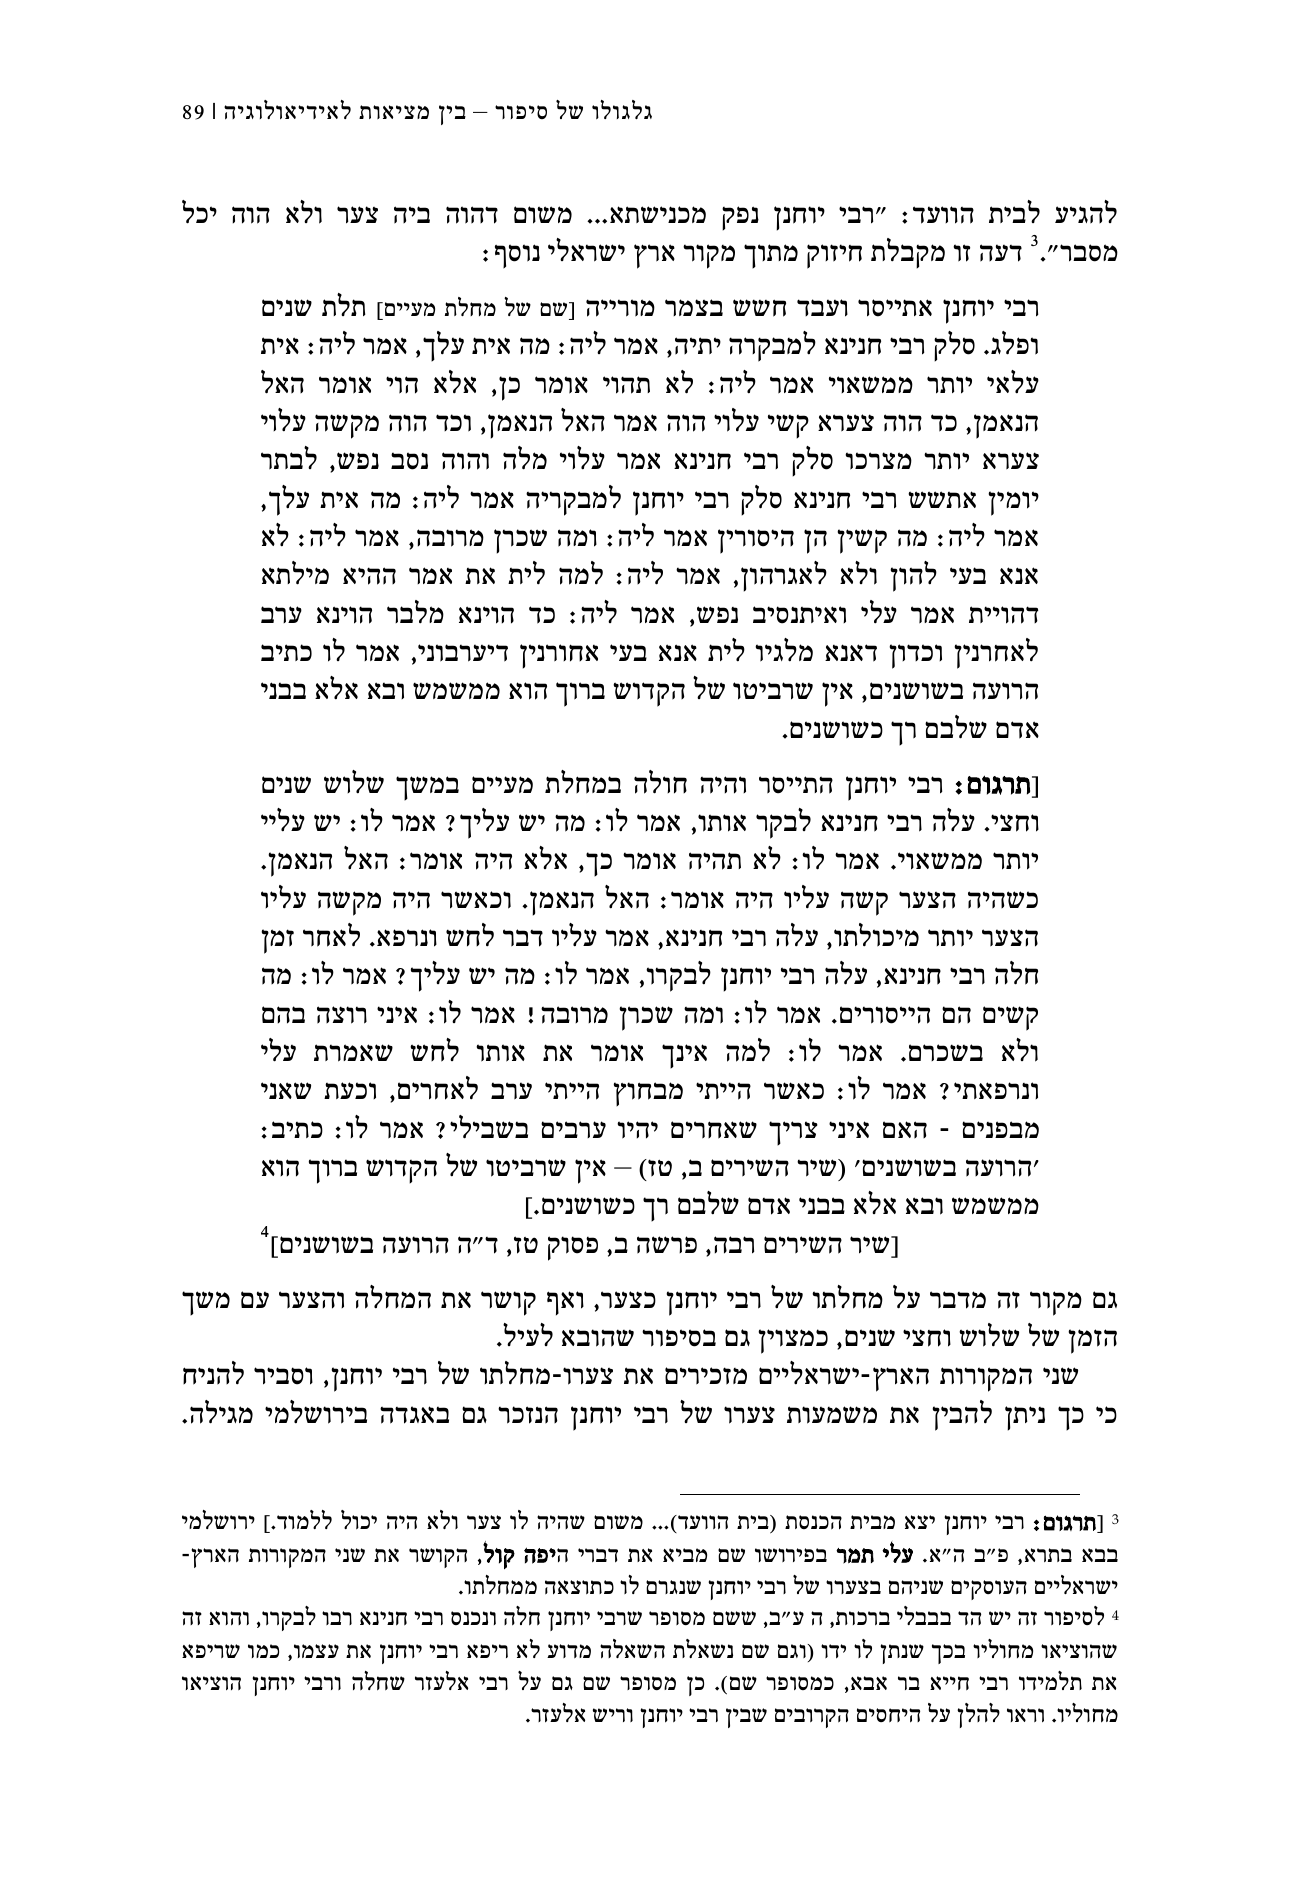 גלגולו של סיפור – בין מציאות לאידיאולוגיה | 89
להגיע לבית הוועד: "רבי יוחנן נפק מכנישתא... משום דהוה ביה צער ולא הוה יכל
מסבר".3 דעה זו מקבלת חיזוק מתוך מקור ארץ ישראלי נוסף:
רבי יוחנן אתייסר ועבד חשש בצמר מורייה [שם של מחלת מעיים] תלת שנים
ופלג. סלק רבי חנינא למבקרה יתיה, אמר ליה: מה אית עלך, אמר ליה: אית
עלאי יותר ממשאוי אמר ליה: לא תהוי אומר כן, אלא הוי אומר האל
הנאמן, כד הוה צערא קשי עלוי הוה אמר האל הנאמן, וכד הוה מקשה עלוי
צערא יותר מצרכו סלק רבי חנינא אמר עלוי מלה והוה נסב נפש, לבתר
יומין אתשש רבי חנינא סלק רבי יוחנן למבקריה אמר ליה: מה אית עלך,
אמר ליה: מה קשין הן היסורין אמר ליה: ומה שכרן מרובה, אמר ליה: לא
אנא בעי להון ולא לאגרהון, אמר ליה: למה לית את אמר ההיא מילתא
דהויית אמר עלי ואיתנסיב נפש, אמר ליה: כד הוינא מלבר הוינא ערב
לאחרנין וכדון דאנא מלגיו לית אנא בעי אחורנין דיערבוני, אמר לו כתיב
הרועה בשושנים, אין שרביטו של הקדוש ברוך הוא ממשמש ובא אלא בבני
אדם שלבם רך כשושנים.
[תרגום: רבי יוחנן התייסר והיה חולה במחלת מעיים במשך שלוש שנים
וחצי. עלה רבי חנינא לבקר אותו, אמר לו: מה יש עליך? אמר לו: יש עליי
יותר ממשאוי. אמר לו: לא תהיה אומר כך, אלא היה אומר: האל הנאמן.
כשהיה הצער קשה עליו היה אומר: האל הנאמן. וכאשר היה מקשה עליו
הצער יותר מיכולתו, עלה רבי חנינא, אמר עליו דבר לחש ונרפא. לאחר זמן
חלה רבי חנינא, עלה רבי יוחנן לבקרו, אמר לו: מה יש עליך? אמר לו: מה
קשים הם הייסורים. אמר לו: ומה שכרן מרובה! אמר לו: איני רוצה בהם
ולא בשכרם. אמר לו: למה אינך אומר את אותו לחש שאמרת עלי
ונרפאתי? אמר לו: כאשר הייתי מבחוץ הייתי ערב לאחרים, וכעת שאני
מבפנים - האם איני צריך שאחרים יהיו ערבים בשבילי? אמר לו: כתיב:
'הרועה בשושנים' (שיר השירים ב, טז) – אין שרביטו של הקדוש ברוך הוא
ממשמש ובא אלא בבני אדם שלבם רך כשושנים.]
[שיר השירים רבה, פרשה ב, פסוק טז, ד"ה הרועה בשושנים]4
גם מקור זה מדבר על מחלתו של רבי יוחנן כצער, ואף קושר את המחלה והצער עם משך
הזמן של שלוש וחצי שנים, כמצוין גם בסיפור שהובא לעיל.
שני המקורות הארץ-ישראליים מזכירים את צערו-מחלתו של רבי יוחנן, וסביר להניח
כי כך ניתן להבין את משמעות צערו של רבי יוחנן הנזכר גם באגדה בירושלמי מגילה.
3 [תרגום: רבי יוחנן יצא מבית הכנסת (בית הוועד)... משום שהיה לו צער ולא היה יכול ללמוד.] ירושלמי
בבא בתרא, פ"ב ה"א. עלי תמר בפירושו שם מביא את דברי היפה קול, הקושר את שני המקורות הארץ-
ישראליים העוסקים שניהם בצערו של רבי יוחנן שנגרם לו כתוצאה ממחלתו.
4 לסיפור זה יש הד בבבלי ברכות, ה ע"ב, ששם מסופר שרבי יוחנן חלה ונכנס רבי חנינא רבו לבקרו, והוא זה
שהוציאו מחוליו בכך שנתן לו ידו (וגם שם נשאלת השאלה מדוע לא ריפא רבי יוחנן את עצמו, כמו שריפא
את תלמידו רבי חייא בר אבא, כמסופר שם). כן מסופר שם גם על רבי אלעזר שחלה ורבי יוחנן הוציאו
מחוליו. וראו להלן על היחסים הקרובים שבין רבי יוחנן וריש אלעזר.